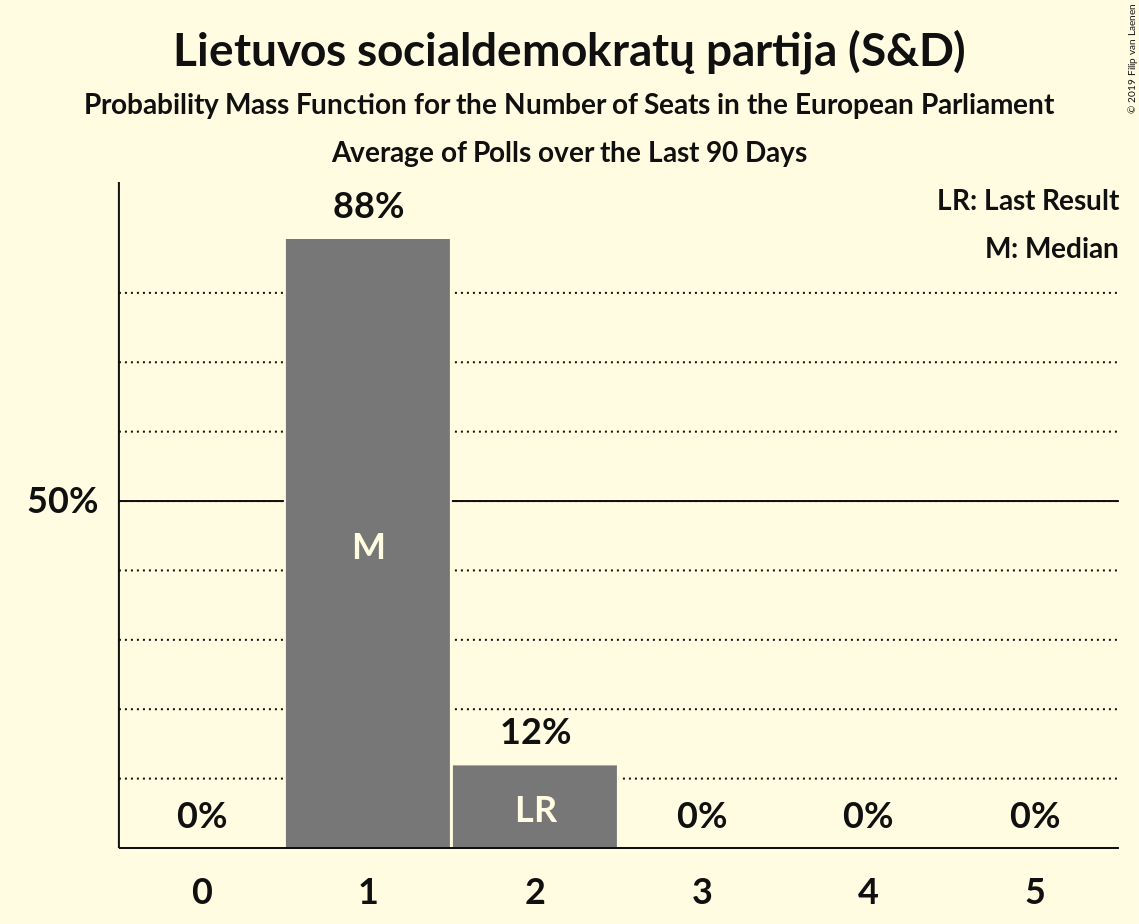 Lietuvos socialdemokratų partija (S&D)
Probability Mass Function for the Number of Seats in the European Parliament
Average of Polls over the Last 90 Days
© 2019 Filip van Laenen
LR: Last Result
M: Median
88%
50%
M
12%
LR
0%
0%
0%
0%
0 1 2 3 4 5